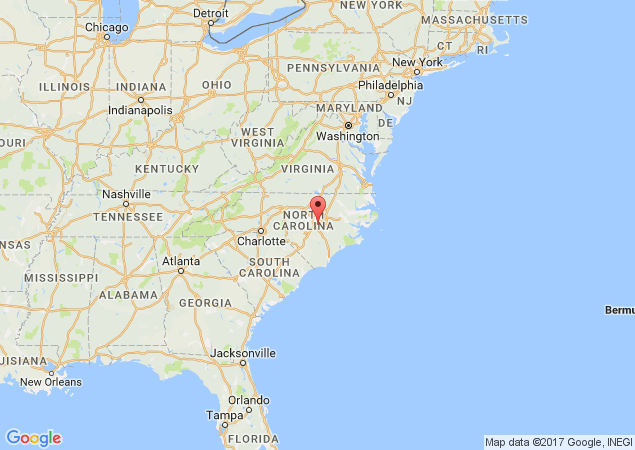 Detroit
NEW YORK
MASSACHUSETTS
Chicago
CT
RI
PENNSYLVANIA
New York
ILLINOIS
INDIANA
OHIO
Philadelphia
Indianapolis
MARYLAND
NJ
DE
Washington
WEST
VIRGINIA
OURI
KENTUCKY
VIRGINIA
Nashville
TENNESSEE
NORTH
CAROLINA
Charlotte
ANSAS
Atlanta
SOUTH
CAROLINA
MISSISSIPPI
ALABAMA
GEORGIA
Bermu
Jacksonville
UISIANA
New Orleans
Orlando
Tampa
FLORIDA
Google
Map data ©2017 Google, INEGI